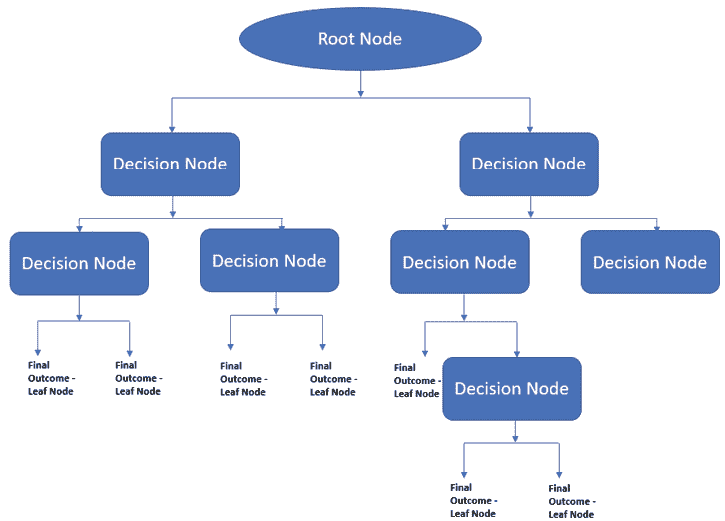 Root Node
Decision Node
Decision Node
Decision Node
Decision Node
Decision Node
Decision Node
Final
Outcome -
Leaf Node
Final
Outcome -
Leaf Node
Final
Outcome -
Leaf Node
Final
Outcome -
Leaf Node
Final
Outcome -
Leaf Node
Decision Node
Final
Outcome -
Leaf Node
Final
Outcome -
Leaf Node